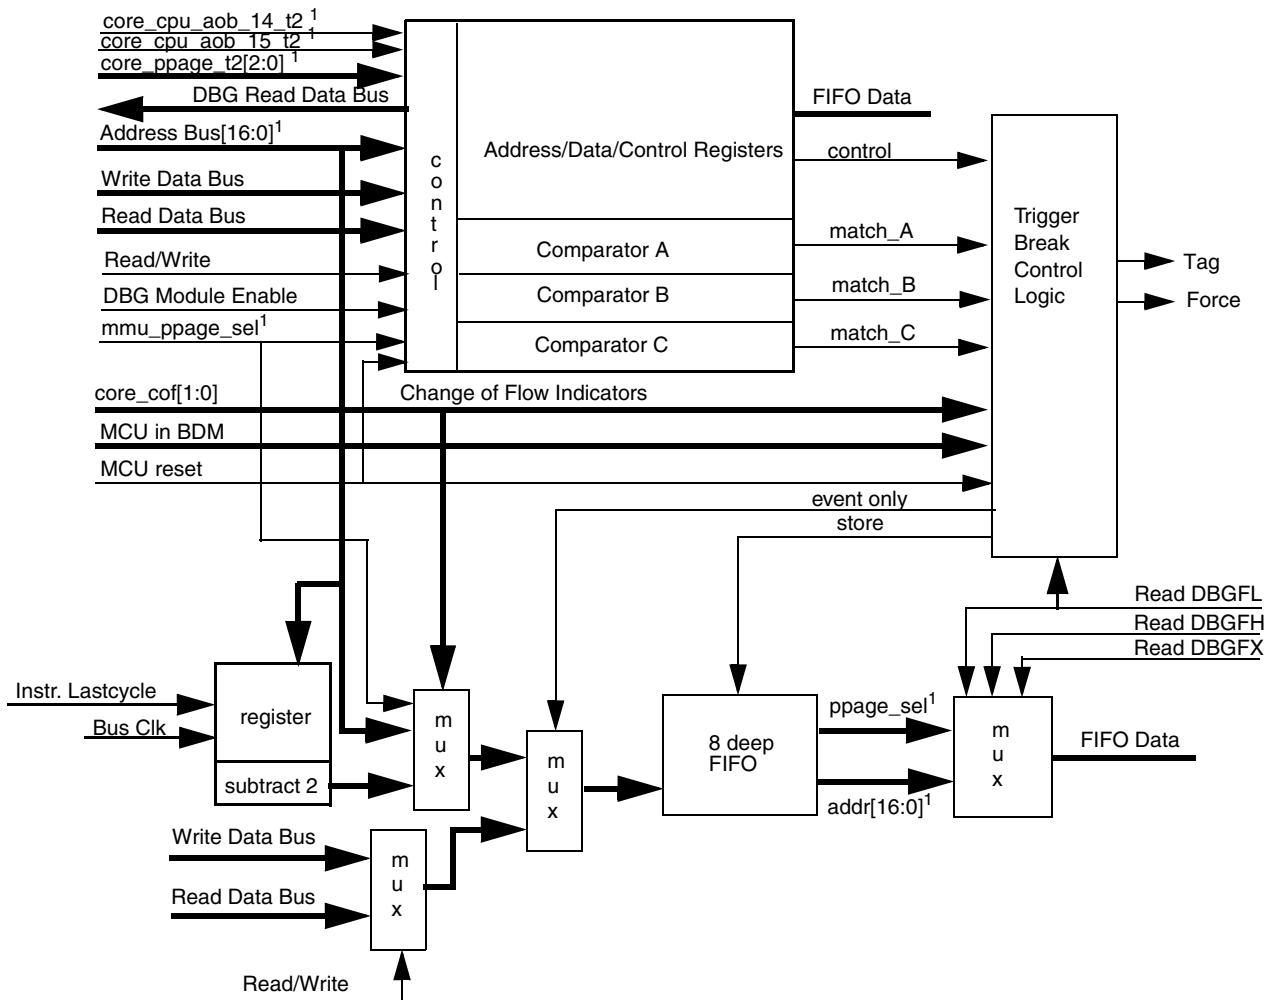 core_cpu_aob_14_t2 1
core_cpu_aob_15_t2 1
core_ppage_t2[2:0] 1
DBG Read Data Bus
Address Bus[16:0]1
Write Data Bus
Read Data Bus
Read/Write
DBG Module Enable
mmu_ppage_sel1
control
Address/Data/Control Registers
Comparator A
Comparator B
Comparator C
FIFO Data
control
match_A
match_B
match_C
Trigger
Break
Control
Logic
Tag
Force
core_cof[1:0]
Change of Flow Indicators
MCU in BDM
MCU reset
event only
store
Read DBGFL
Read DBGFH
Read DBGFX
Instr. Lastcycle
Bus Clk
register
subtract 2
mux
mux
8 deep
FIFO
ppage_sel1
addr[16:0]1
mux
FIFO Data
Write Data Bus
Read Data Bus
mux
Read/Write